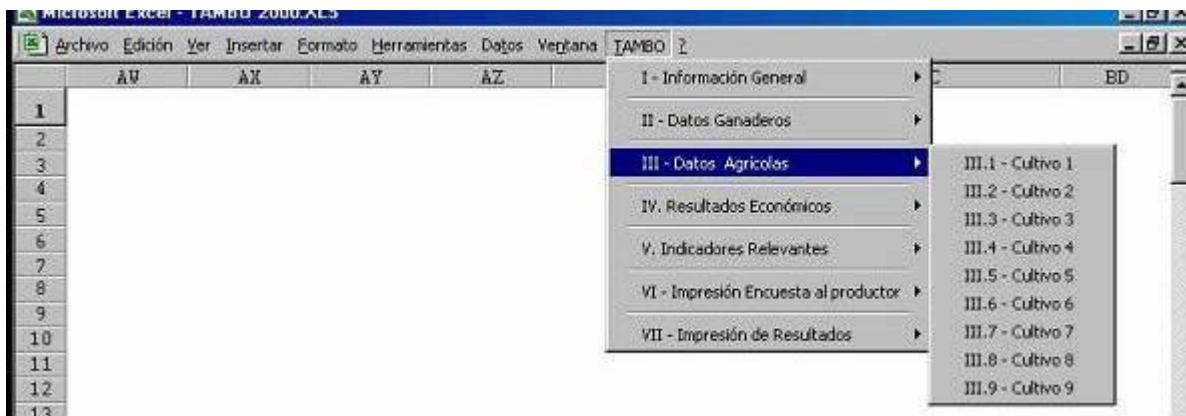 Microsoft Excel - TAMBO 2000.XLS
Archivo Edición Ver Insertar Formato Herramientas Datos Ventana TAMBO ?
AW AX AY AZ C BD
1
2
3
4
5
6
7
8
9
10
11
12
13
I - Información General
II - Datos Ganaderos
III - Datos Agricolas
IV. Resultados Económicos
V. Indicadores Relevantes
VI - Impresión Encuesta al productor
VII - Impresión de Resultados
III.1 - Cultivo 1
III.2 - Cultivo 2
III.3 - Cultivo 3
III.4 - Cultivo 4
III.5 - Cultivo 5
III.6 - Cultivo 6
III.7 - Cultivo 7
III.8 - Cultivo 8
III.9 - Cultivo 9